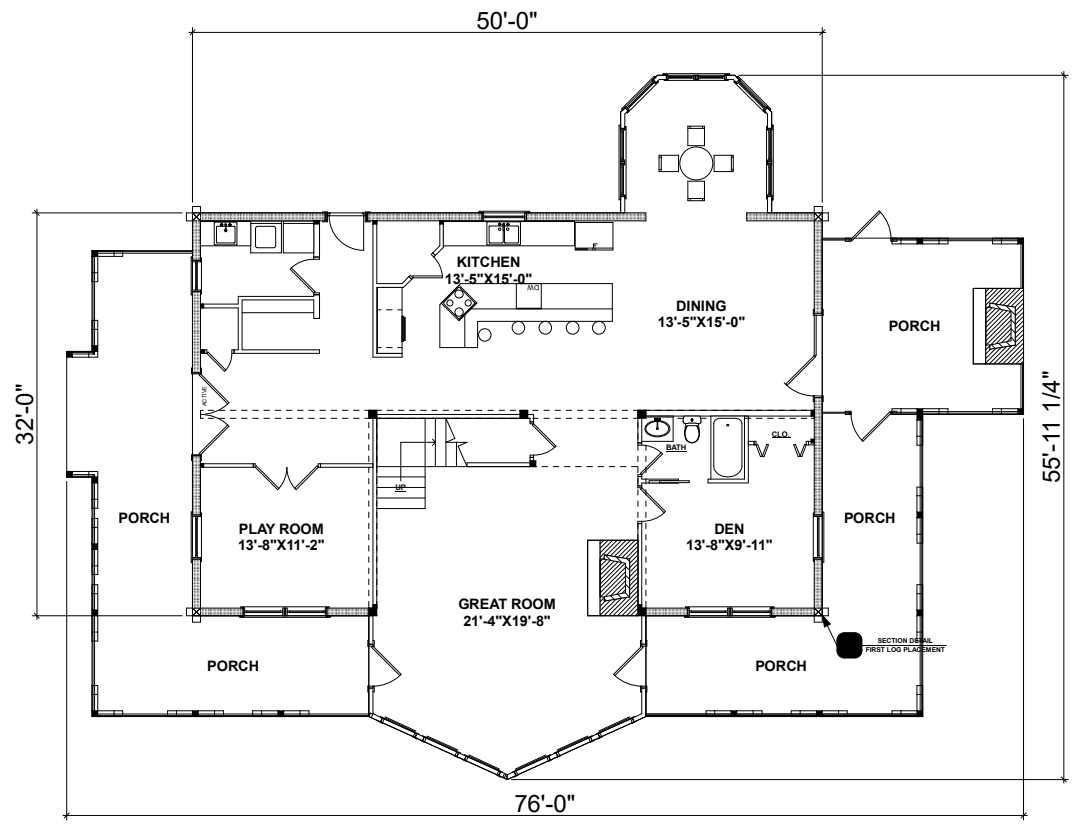 50'-0"
KITCHEN
13'-5"X15'-0"
F
DW
DINING
13'-5"X15'-0"
PORCH
32'-0"
55'-11 1/4"
ACTIVE
UP
BATH
CLO.
PORCH
PLAY ROOM
13'-8"X11'-2"
DEN
13'-8"X9'-11"
PORCH
GREAT ROOM
21'-4"X19'-8"
SECTION DETAIL
FIRST LOG PLACEMENT
PORCH
PORCH
76'-0"